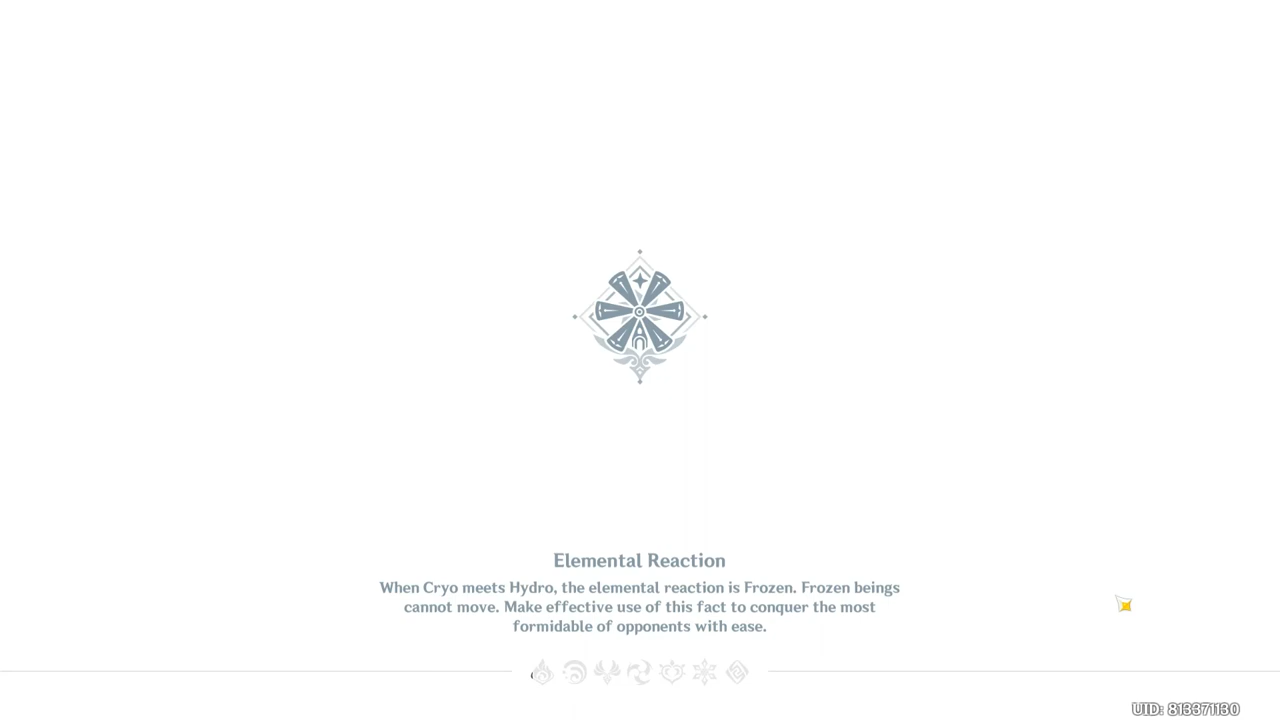 Elemental Reaction
When Cryo meets Hydro, the elemental reaction is Frozen. Frozen beings
cannot move. Make effective use of this fact to conquer the most
formidable of opponents with ease.
UID: 813371130